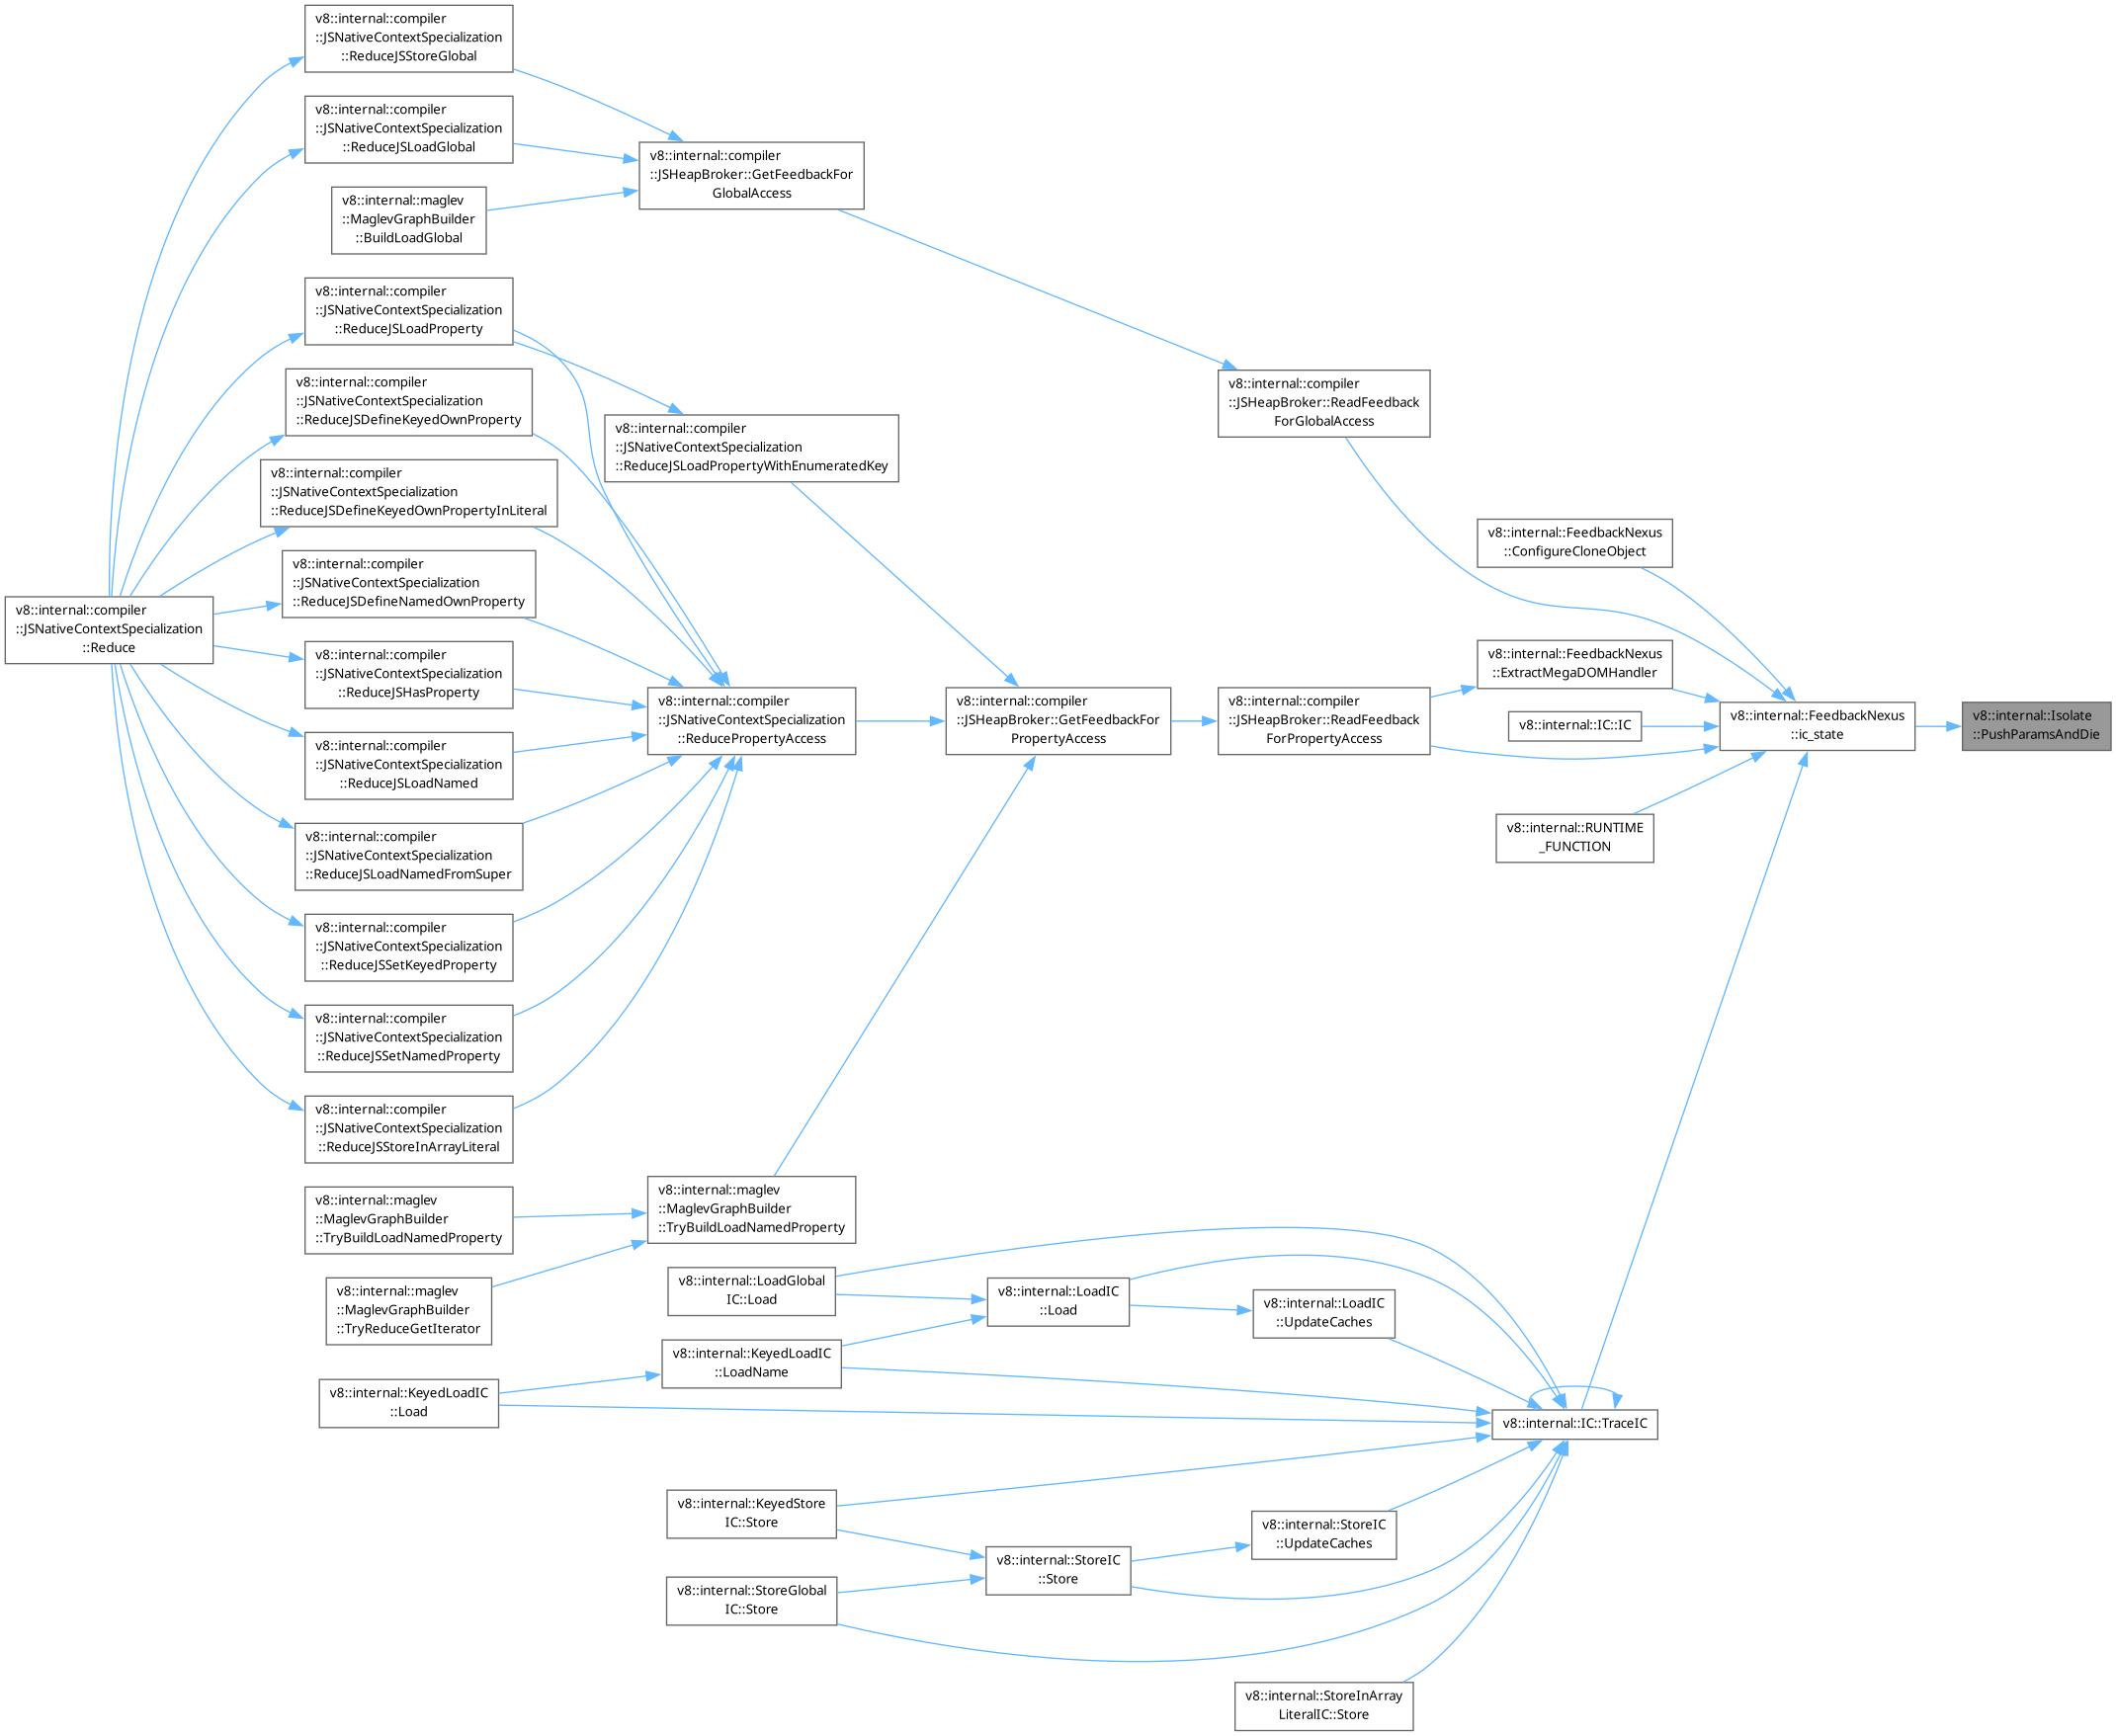 v8::internal::compiler
::JSNativeContextSpecialization
::ReduceJSStoreGlobal
v8::internal::compiler
::JSNativeContextSpecialization
::ReduceJSLoadGlobal
v8::internal::compiler
::JSHeapBroker::GetFeedbackFor
GlobalAccess
v8::internal::maglev
::MaglevGraphBuilder
::BuildLoadGlobal
v8::internal::compiler
::JSNativeContextSpecialization
::ReduceJSLoadProperty
v8::internal::compiler
::JSNativeContextSpecialization
::ReduceJSDefineKeyedOwnProperty
v8::internal::compiler
::JSHeapBroker::ReadFeedback
ForGlobalAccess
v8::internal::compiler
::JSNativeContextSpecialization
::ReduceJSLoadPropertyWithEnumeratedKey
v8::internal::compiler
::JSNativeContextSpecialization
::ReduceJSDefineKeyedOwnPropertyInLiteral
v8::internal::FeedbackNexus
::ConfigureCloneObject
v8::internal::compiler
::JSNativeContextSpecialization
::ReduceJSDefineNamedOwnProperty
v8::internal::compiler
::JSNativeContextSpecialization
::Reduce
v8::internal::compiler
::JSNativeContextSpecialization
::ReduceJSHasProperty
v8::internal::FeedbackNexus
::ExtractMegaDOMHandler
v8::internal::compiler
::JSNativeContextSpecialization
::ReducePropertyAccess
v8::internal::compiler
::JSHeapBroker::GetFeedbackFor
PropertyAccess
v8::internal::compiler
::JSHeapBroker::ReadFeedback
ForPropertyAccess
v8::internal::IC::IC
v8::internal::FeedbackNexus
::ic_state
v8::internal::Isolate
::PushParamsAndDie
v8::internal::compiler
::JSNativeContextSpecialization
::ReduceJSLoadNamed
v8::internal::RUNTIME
_FUNCTION
v8::internal::compiler
::JSNativeContextSpecialization
::ReduceJSLoadNamedFromSuper
v8::internal::compiler
::JSNativeContextSpecialization
::ReduceJSSetKeyedProperty
v8::internal::compiler
::JSNativeContextSpecialization
::ReduceJSSetNamedProperty
v8::internal::compiler
::JSNativeContextSpecialization
::ReduceJSStoreInArrayLiteral
v8::internal::maglev
::MaglevGraphBuilder
::TryBuildLoadNamedProperty
v8::internal::maglev
::MaglevGraphBuilder
::TryBuildLoadNamedProperty
v8::internal::LoadGlobal
IC::Load
v8::internal::LoadIC
::Load
v8::internal::LoadIC
::UpdateCaches
v8::internal::maglev
::MaglevGraphBuilder
::TryReduceGetIterator
v8::internal::KeyedLoadIC
::LoadName
v8::internal::KeyedLoadIC
::Load
v8::internal::IC::TraceIC
v8::internal::KeyedStore
IC::Store
v8::internal::StoreIC
::UpdateCaches
v8::internal::StoreIC
::Store
v8::internal::StoreGlobal
IC::Store
v8::internal::StoreInArray
LiteralIC::Store